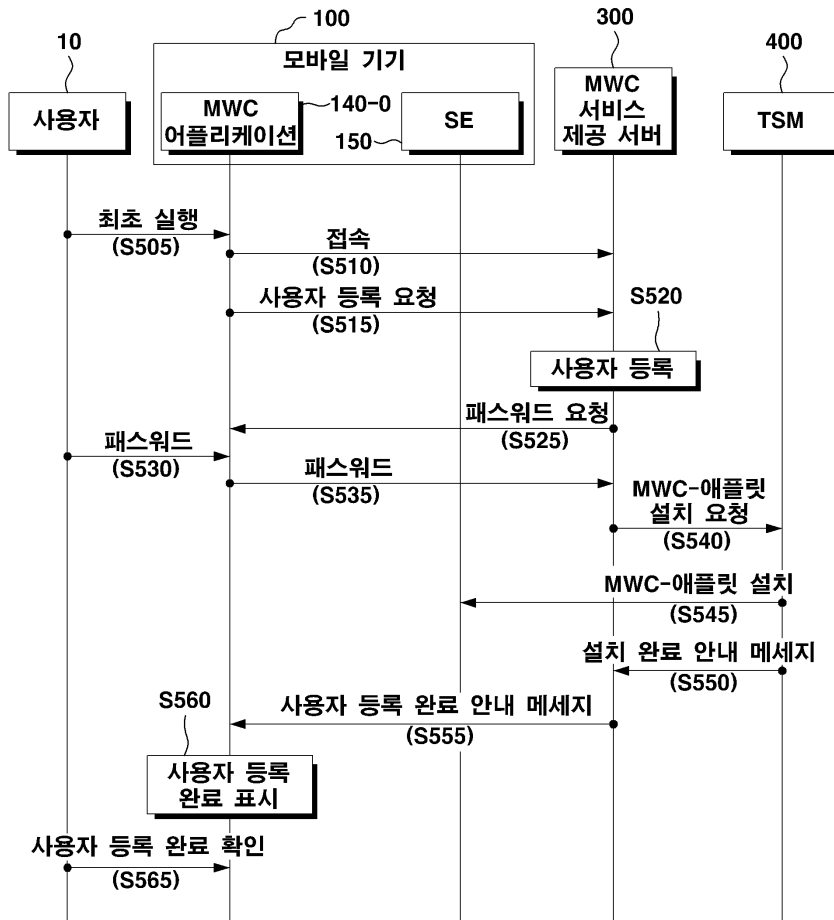 100
10
모바일 기기
300
400
사용자
MWC
어플리케이션
140-0
SE
150
MWC
서비스
제공 서버
TSM
최초 실행
(S505)
접속
(S510)
사용자 등록 요청
(S515)
S520
사용자 등록
패스워드 요청
(S525)
패스워드
(S530)
패스워드
(S535)
MWC-애플릿
설치 요청
(S540)
MWC-애플릿 설치
(S545)
설치 완료 안내 메세지
(S550)
사용자 등록 완료 안내 메세지
(S555)
S560
사용자 등록
완료 표시
사용자 등록 완료 확인
(S565)